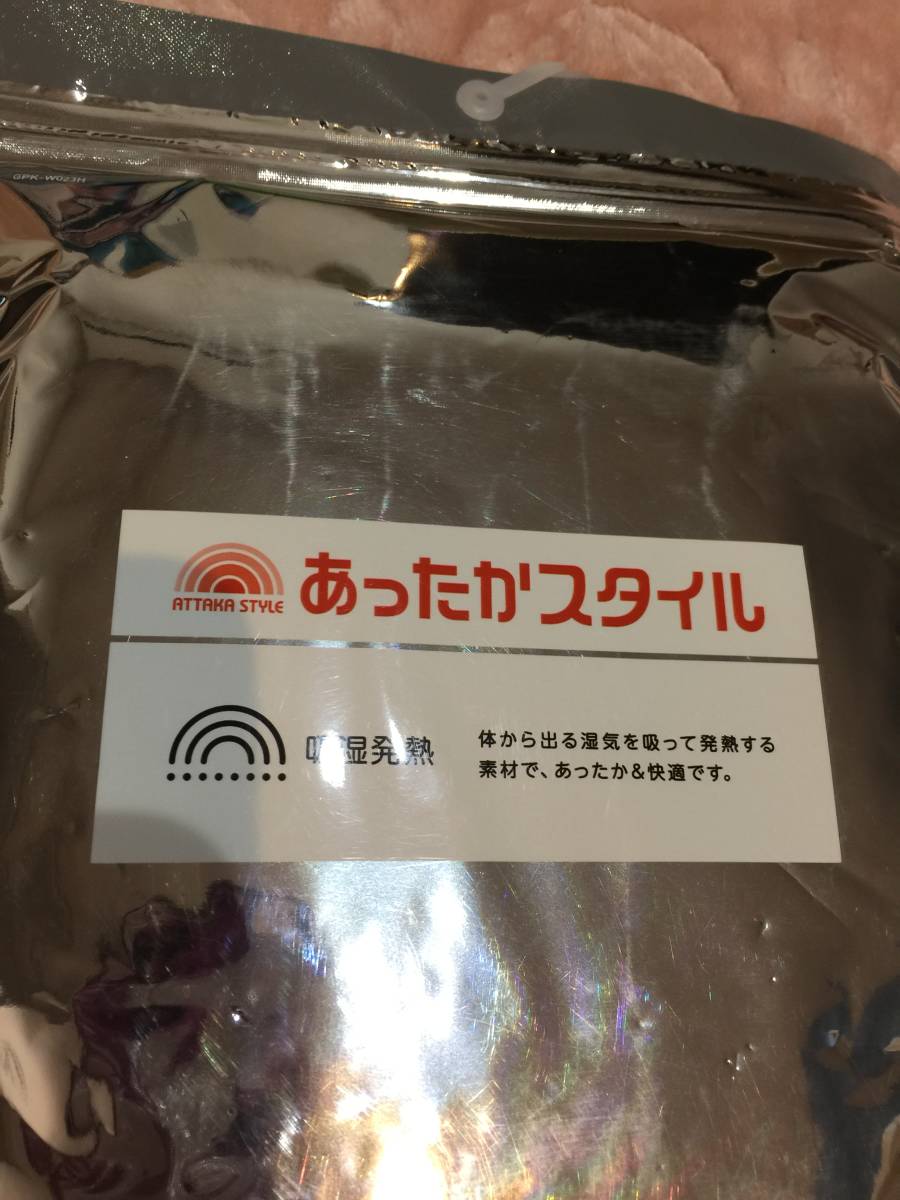 GPK-W023H
あったかスタイル
ATTAKA STYLE
吸湿発熱
体から出る湿気を吸って発熱する
素材で、あったか&快適です。